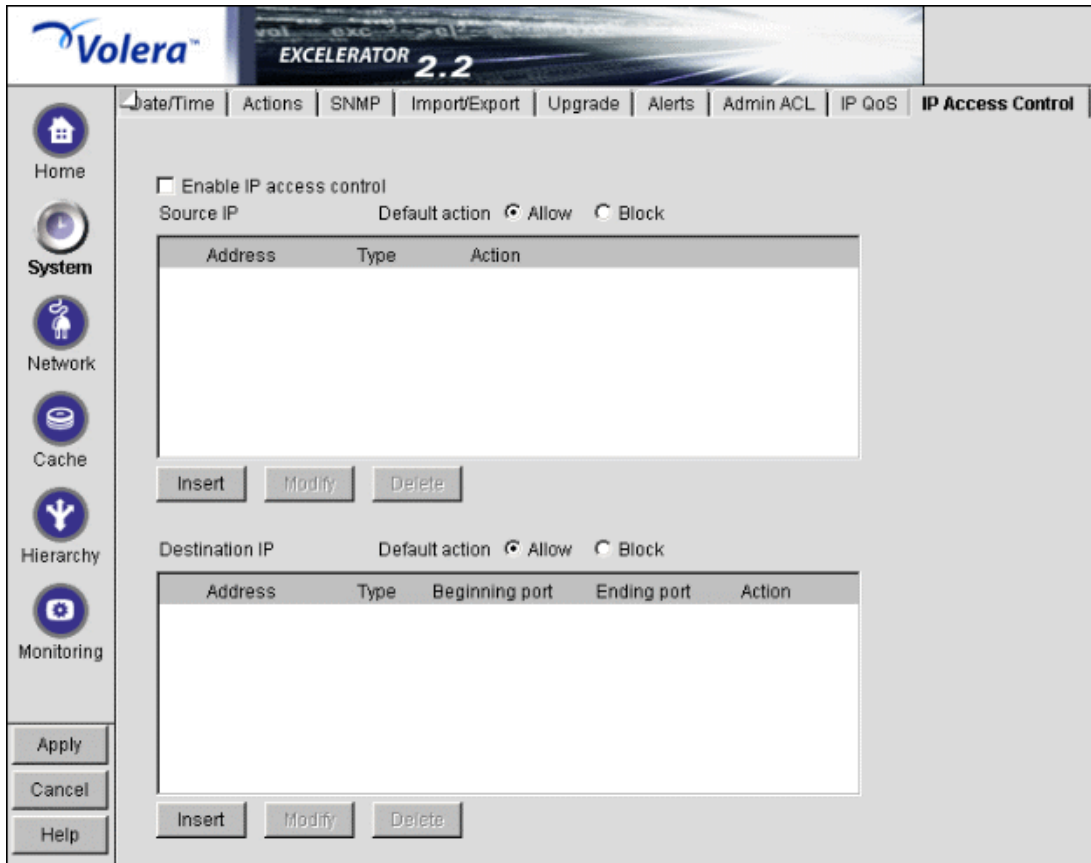 Volera™
EXCELERATOR 2.2
Date/Time Actions SNMP Import/Export Upgrade Alerts Admin ACL IP QoS IP Access Control
Home
System
Network
Cache
Hierarchy
Monitoring
Apply
Cancel
Help
Enable IP access control
Source IP Default action Allow Block
Address Type Action
Insert Modify Delete
Destination IP Default action Allow Block
Address Type Beginning port Ending port Action
Insert Modify Delete